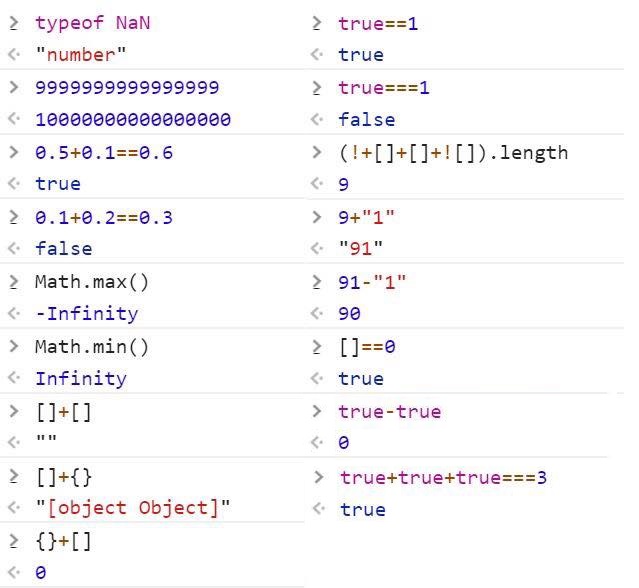 typeof NaN
"number"
9999999999999999
10000000000000000
0.5+0.1==0.6
true
0.1+0.2==0.3
false
Math.max()
-Infinity
Math.min()
Infinity
[]+[]
""
[]+{}
"[object Object]"
{}+[]
0
true==1
true
true===1
false
(!+[]+[]+![]).length
9
9+"1"
"91"
91-"1"
90
[]==0
true
true-true
0
true+true+true===3
true